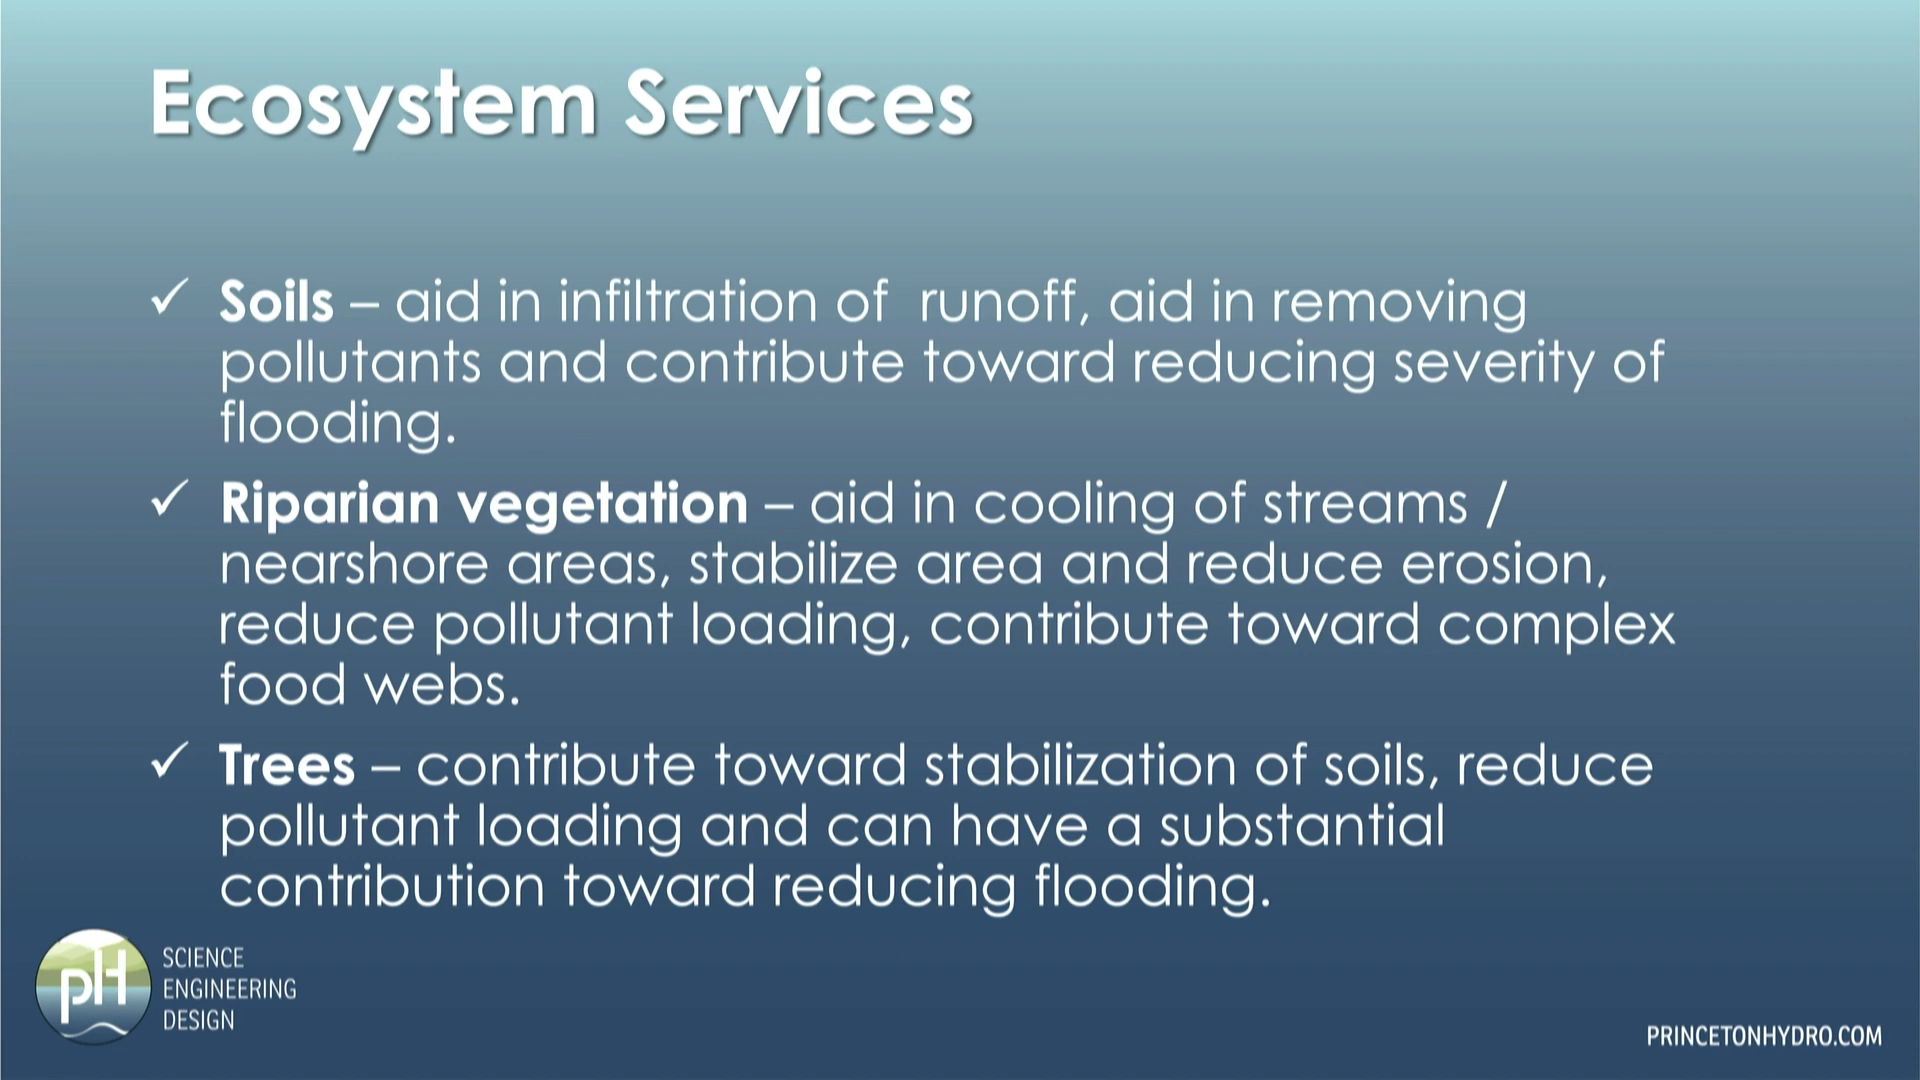 Ecosystem Services
✓ Soils – aid in infiltration of  runoff, aid in removing
pollutants and contribute toward reducing severity of
flooding.
✓ Riparian vegetation – aid in cooling of streams /
nearshore areas, stabilize area and reduce erosion,
reduce pollutant loading, contribute toward complex
food webs.
✓ Trees – contribute toward stabilization of soils, reduce
pollutant loading and can have a substantial
contribution toward reducing flooding.
pH
SCIENCE
ENGINEERING
DESIGN
PRINCETONHYDRO.COM